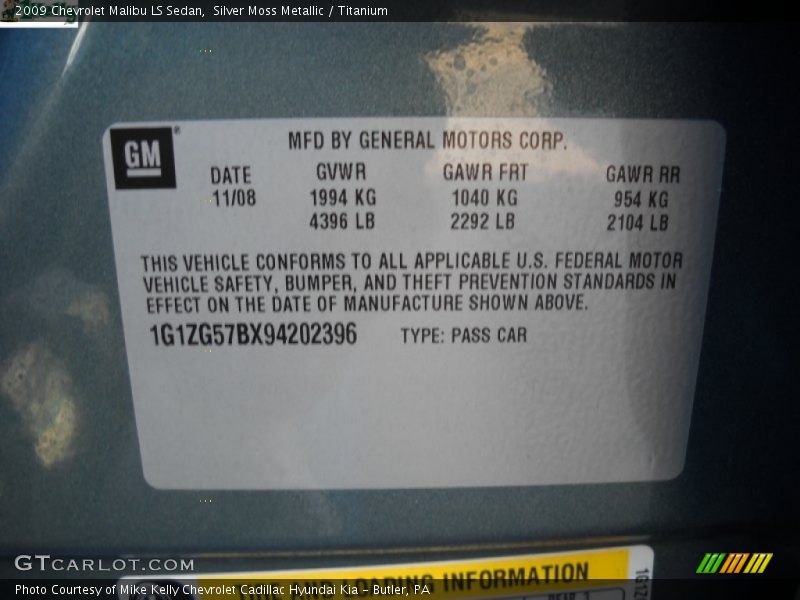 2009 Chevrolet Malibu LS Sedan,  Silver Moss Metallic / Titanium
GM
MFD BY GENERAL MOTORS CORP.
DATE GVWR GAWR FRT GAWR RR
11/08 1994 KG 1040 KG 954 KG
4396 LB 2292 LB 2104 LB
THIS VEHICLE CONFORMS TO ALL APPLICABLE U.S. FEDERAL MOTOR
VEHICLE SAFETY, BUMPER, AND THEFT PREVENTION STANDARDS IN
EFFECT ON THE DATE OF MANUFACTURE SHOWN ABOVE.
1G1ZG57BX94202396 TYPE: PASS CAR
GTCARLOT.COM
TIRE AND LOADING INFORMATION
Photo Courtesy of Mike Kelly Chevrolet Cadillac Hyundai Kia - Butler, PA